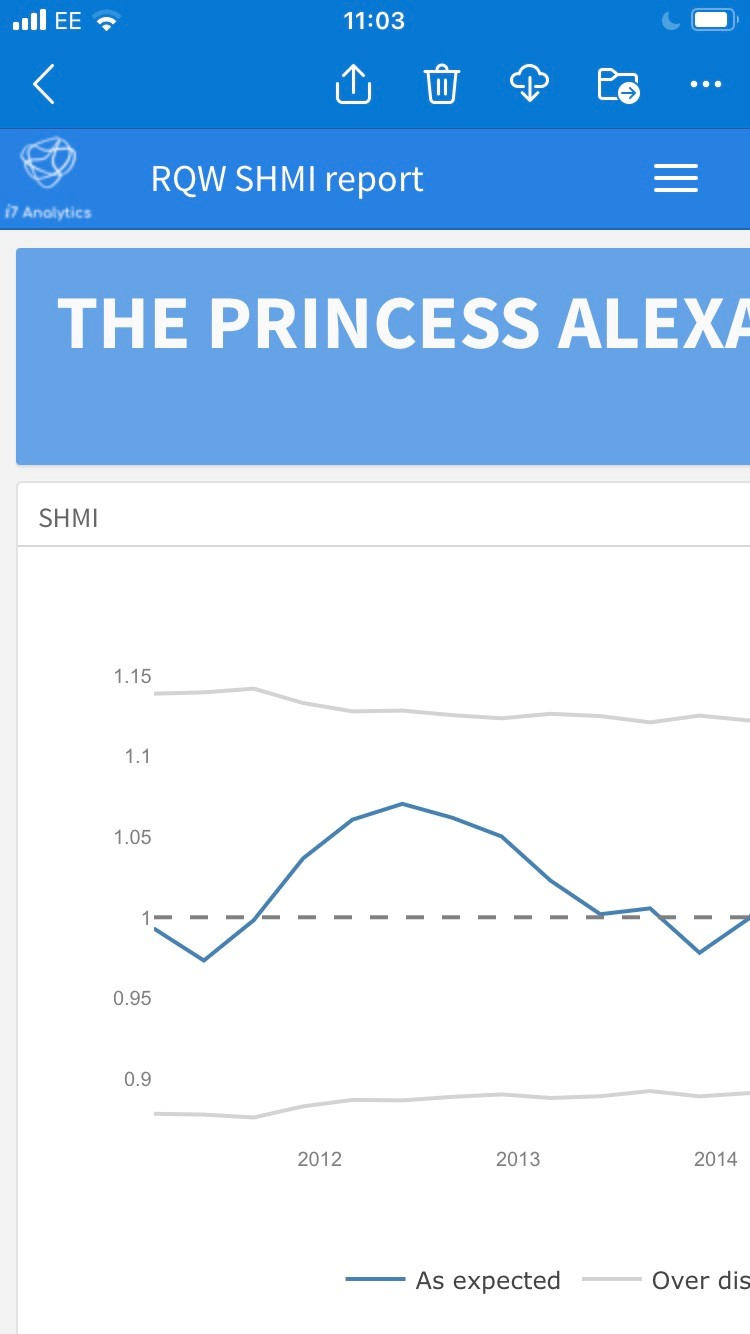 EE 11:03
i7 Analytics
RQW SHMI report
THE PRINCESS ALEXA
SHMI
1.15
1.1
1.05
1
0.95
0.9
2012 2013 2014
As expected Over dis